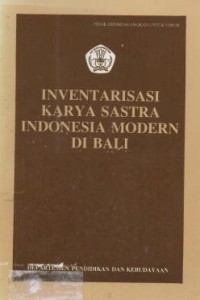 INVENTARISASI
KARYA SASTRA
INDONESIA MODERN
DI BALI
DEPARTEMEN PENDIDIKAN DAN KEBUDAYAAN